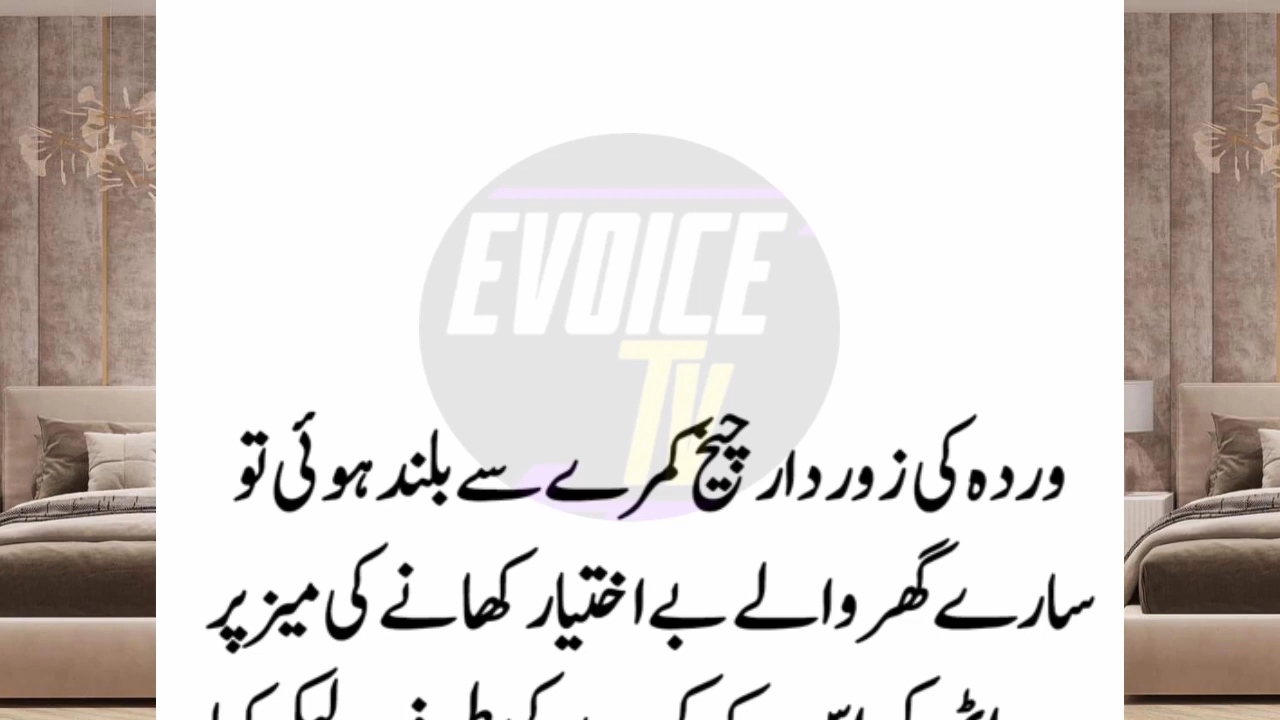 EVOICE
TV
وردہ کی زوردار چیخ کمرے سے بلند ہوئی تو
سارے گھر والے بے اختیار کھانے کی میز پر